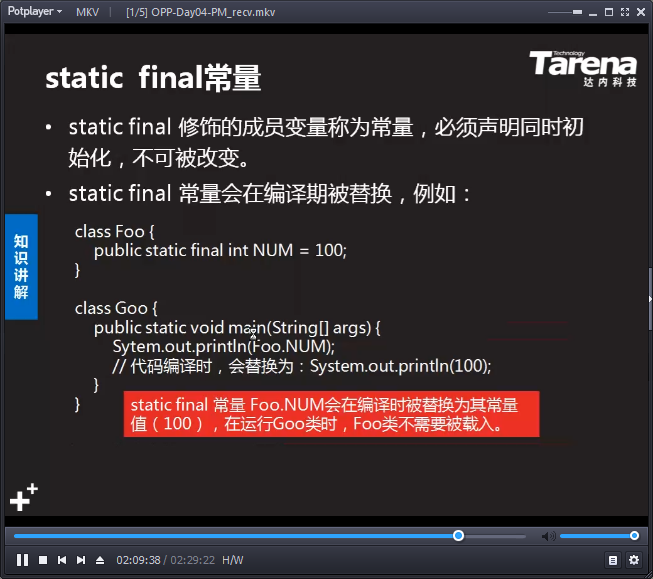 Potplayer MKV [1/5] OPP-Day04-PM_recv.mkv
Technology
Tarena
达内科技
static final常量
• static final 修饰的成员变量称为常量，必须声明同时初
始化，不可被改变。
• static final 常量会在编译期被替换，例如：
知识讲解
class Foo {
public static final int NUM = 100;
}
class Goo {
public static void main(String[] args) {
Sytem.out.println(Foo.NUM);
// 代码编译时，会替换为：System.out.println(100);
}
}
static final 常量 Foo.NUM会在编译时被替换为其常量
值（100），在运行Goo类时，Foo类不需要被载入。
02:09:38 / 02:29:22 H/W